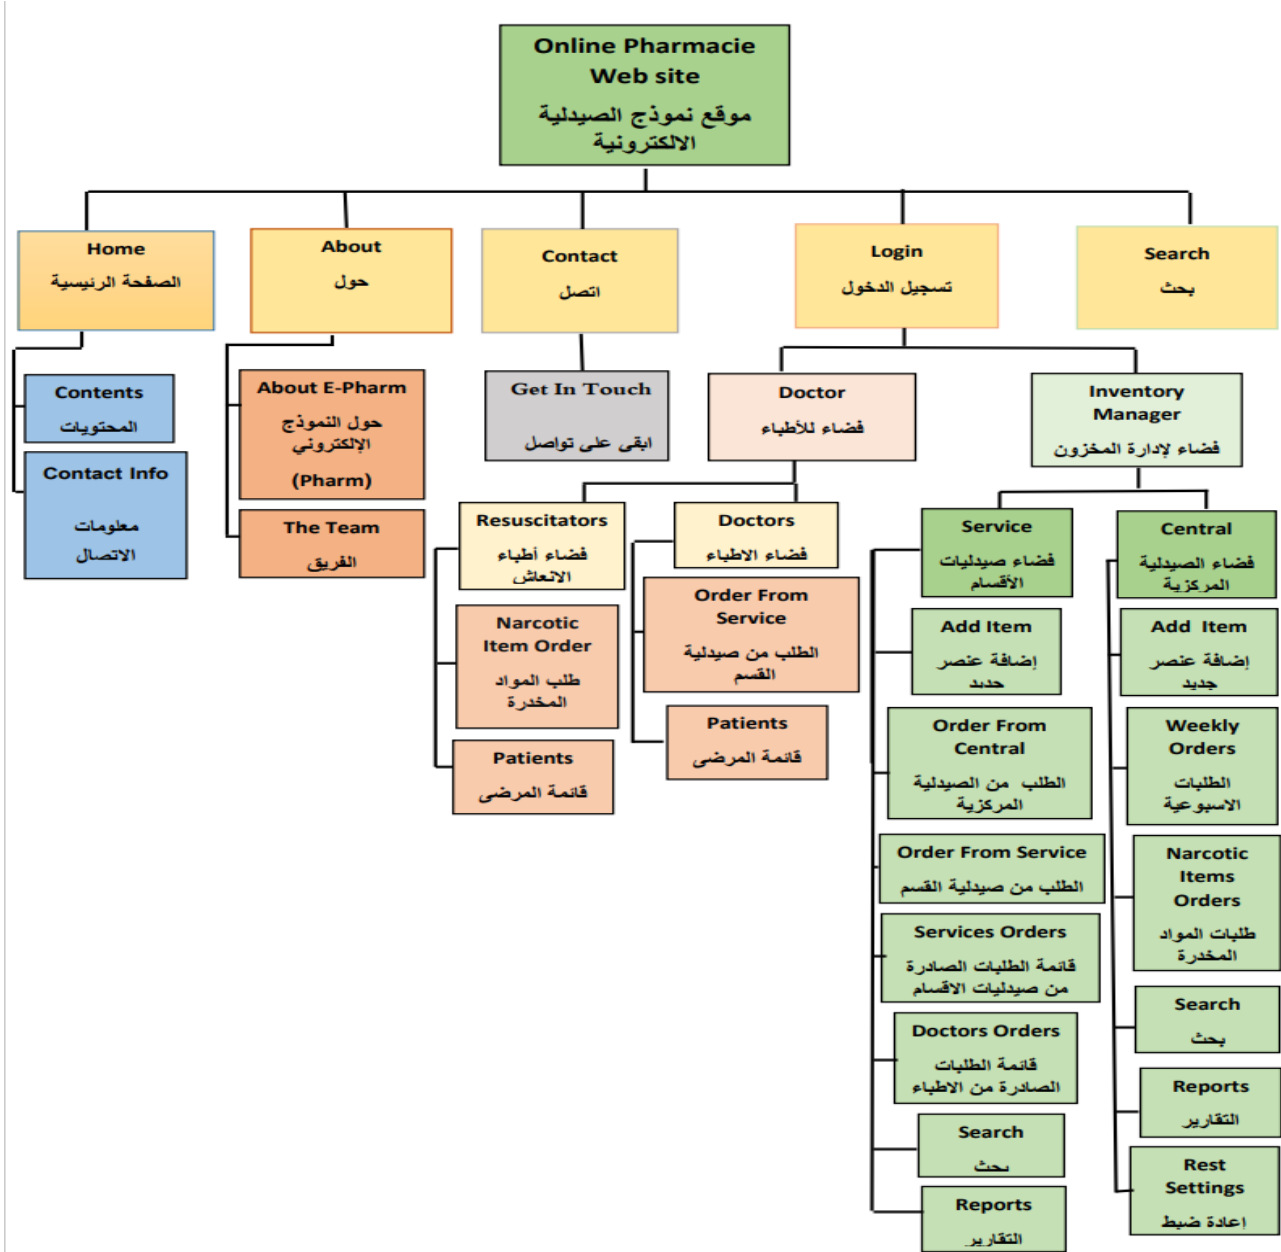 Online Pharmacie
Web site
موقع نموذج الصيدلية
الالكترونية
Home
الصفحة الرئيسية
About
حول
Contact
اتصل
Login
تسجيل الدخول
Search
بحث
Contents
المحتويات
Contact Info
معلومات
الاتصال
About E-Pharm
حول النموذج
الإلكتروني
(Pharm)
The Team
الفريق
Get In Touch
ابقى على تواصل
Doctor
فضاء للأطباء
Inventory
Manager
فضاء لإدارة المخزون
Resuscitators
فضاء أطباء
الانعاش
Narcotic
Item Order
طلب المواد
المخدرة
Patients
قائمة المرضى
Doctors
فضاء الاطباء
Order From
Service
الطلب من صيدلية
القسم
Patients
قائمة المرضى
Service
فضاء صيدليات
الأقسام
Add Item
إضافة عنصر
جديد
Order From
Central
الطلب من الصيدلية
المركزية
Order From Service
الطلب من صيدلية القسم
Services Orders
قائمة الطلبات الصادرة
من صيدليات الاقسام
Doctors Orders
قائمة الطلبات
الصادرة من الاطباء
Search
بحث
Reports
التقارير
Central
فضاء الصيدلية
المركزية
Add Item
إضافة عنصر
جديد
Weekly
Orders
الطلبات
الاسبوعية
Narcotic
Items
Orders
طلبات المواد
المخدرة
Search
بحث
Reports
التقارير
Rest
Settings
إعادة ضبط